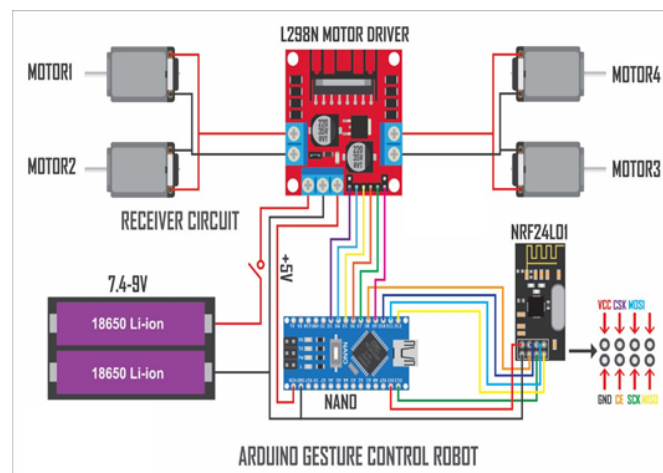 L298N MOTOR DRIVER
MOTOR1
MOTOR4
MOTOR2
MOTOR3
RECEIVER CIRCUIT
NRF24L01
+5V
7.4-9V
VCC CSK MOSI
18650 Li-ion
18650 Li-ion
NANO
NANO
GND CE SCK MISO
ARDUINO GESTURE CONTROL ROBOT